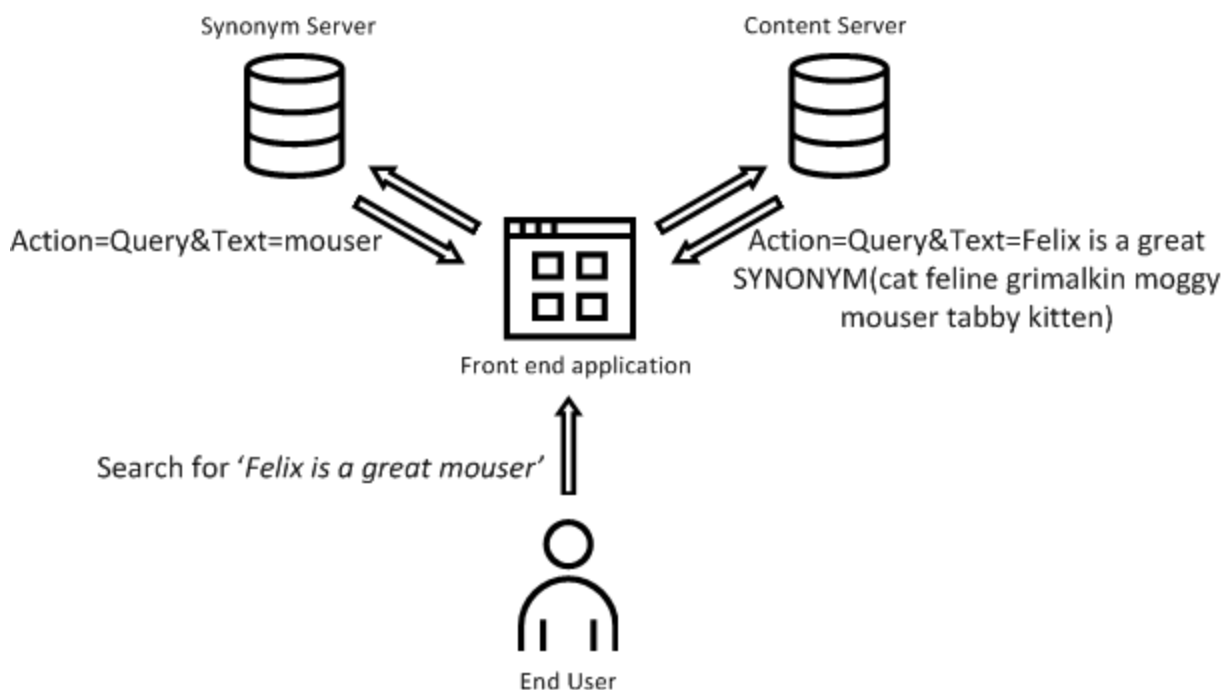 Synonym Server
Content Server
Action=Query&Text=mouser
Action=Query&Text=Felix is a great
SYNONYM(cat feline grimalkin moggy
mouser tabby kitten)
Front end application
Search for ‘Felix is a great mouser’
End User